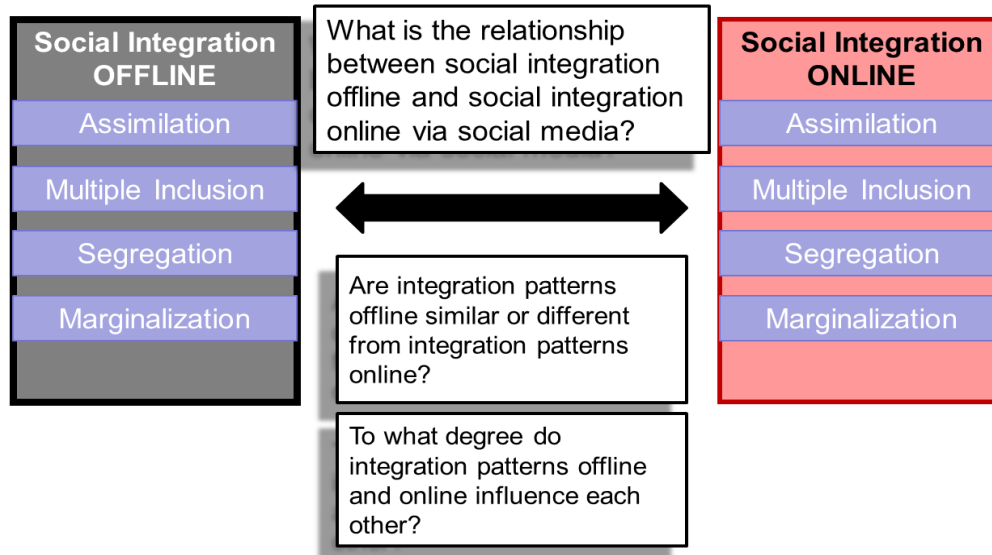 Social Integration
OFFLINE
Assimilation
Multiple Inclusion
Segregation
Marginalization
What is the relationship
between social integration
offline and social integration
online via social media?
Are integration patterns
offline similar or different
from integration patterns
online?
To what degree do
integration patterns offline
and online influence each
other?
Social Integration
ONLINE
Assimilation
Multiple Inclusion
Segregation
Marginalization